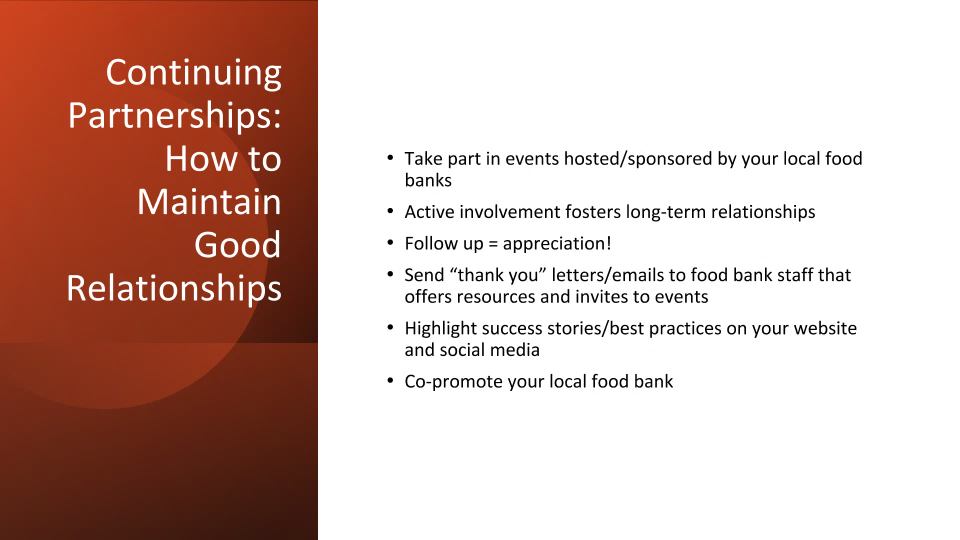 Continuing
Partnerships:
How to
Maintain
Good
Relationships
• Take part in events hosted/sponsored by your local food
banks
• Active involvement fosters long-term relationships
• Follow up = appreciation!
• Send “thank you” letters/emails to food bank staff that
offers resources and invites to events
• Highlight success stories/best practices on your website
and social media
• Co-promote your local food bank